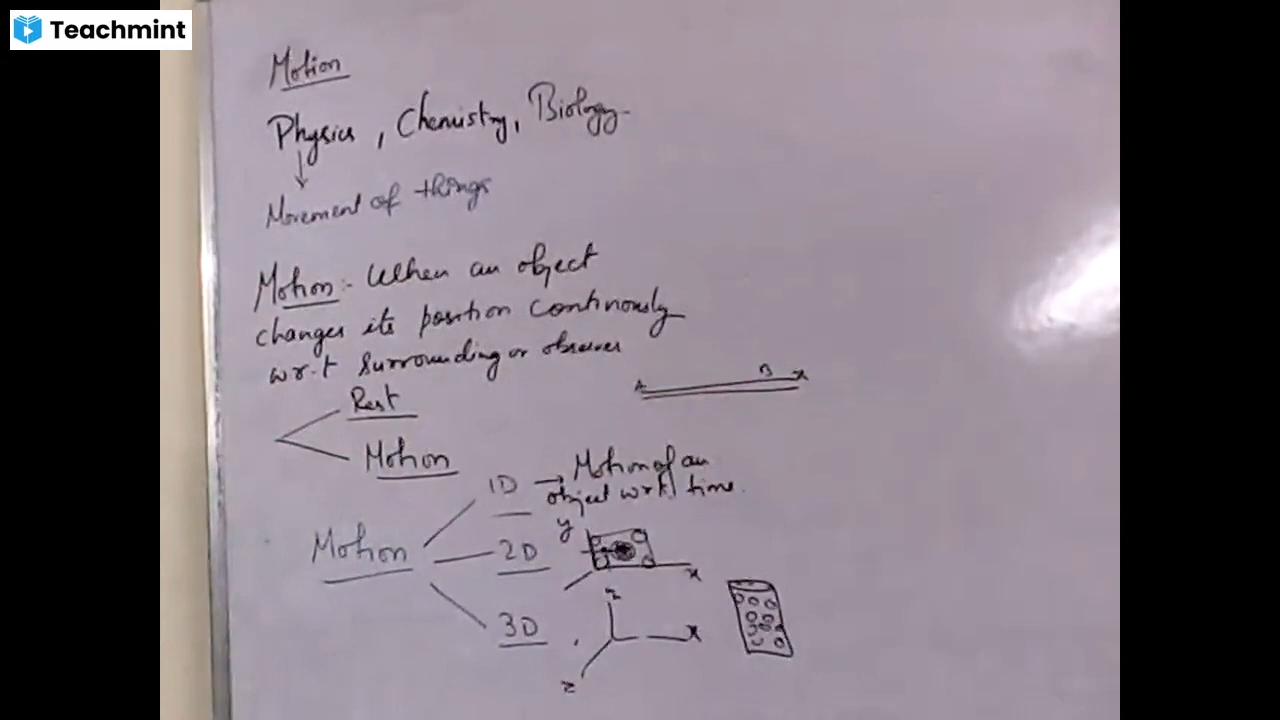 Teachmint
Motion
Physics, Chemistry, Biology
Movement of things
Motion:- When an object
changes its position continously
w.r.t surrounding or observer
Rest
A B x
Motion
1D → Motion of an
object w.r.t time.
y
Motion
2D
x
z
3D
x
z